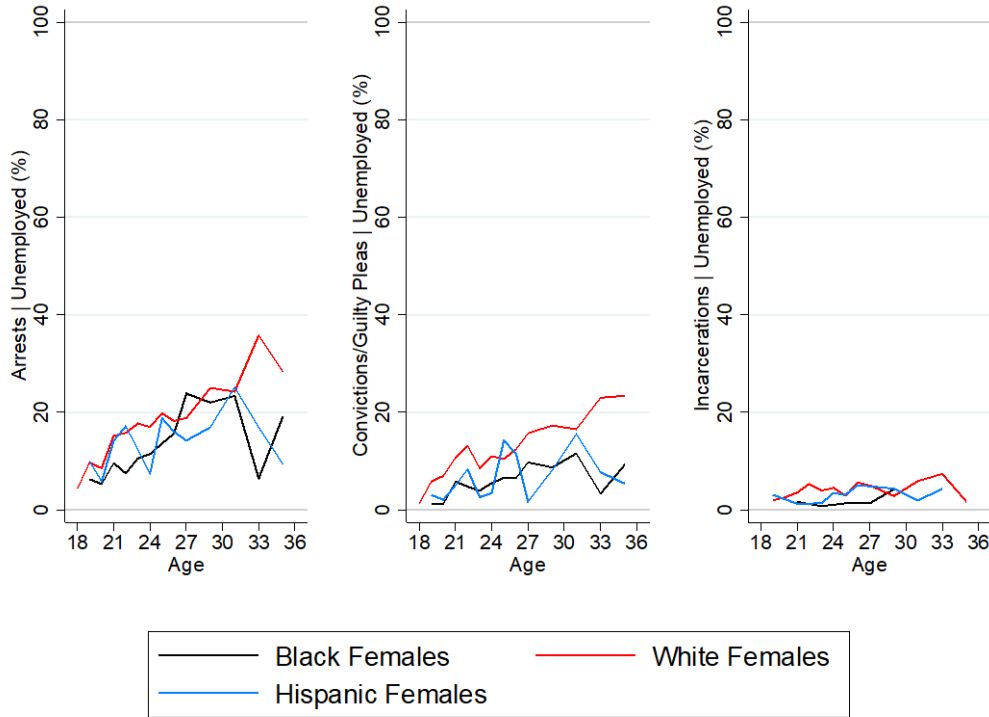 Arrests | Unemployed (%)
0 20 40 60 80 100
18 21 24 27 30 33 36
Age
Convictions/Guilty Pleas | Unemployed (%)
0 20 40 60 80 100
18 21 24 27 30 33 36
Age
Incarcerations | Unemployed (%)
0 20 40 60 80 100
18 21 24 27 30 33 36
Age
Black Females
White Females
Hispanic Females